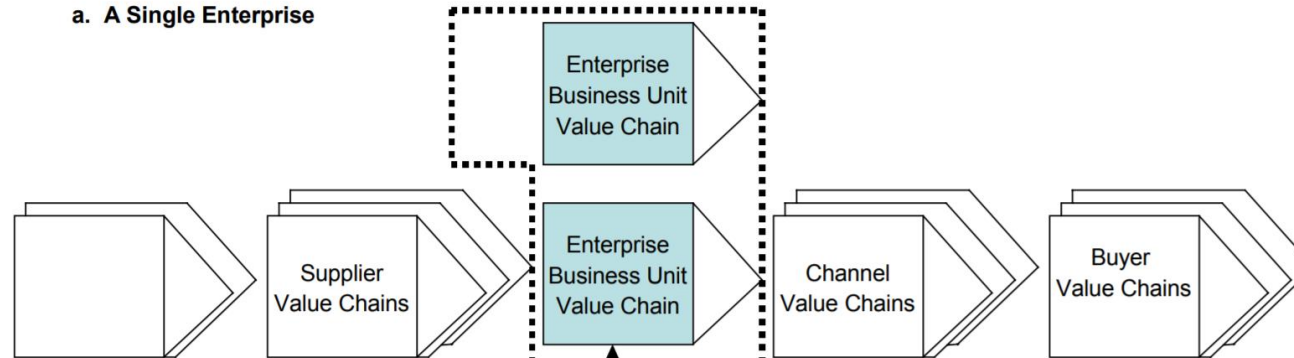 a. A Single Enterprise
Enterprise
Business Unit
Value Chain
Supplier
Value Chains
Enterprise
Business Unit
Value Chain
Channel
Value Chains
Buyer
Value Chains